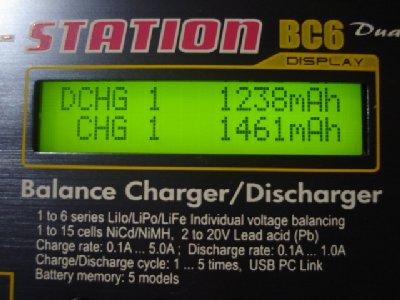 - STATION BC6 Dua
DISPLAY
DCHG 1 1238mAh
CHG 1 1461mAh
Balance Charger/Discharger
1 to 6 series LiIo/LiPo/LiFe Individual voltage balancing
1 to 15 cells NiCd/NiMH, 2 to 20V Lead acid (Pb)
Charge rate: 0.1A ... 5.0A ; Discharge rate: 0.1A ... 1.0A
Charge/Discharge cycle: 1 ... 5 times, USB PC Link
Battery memory: 5 models